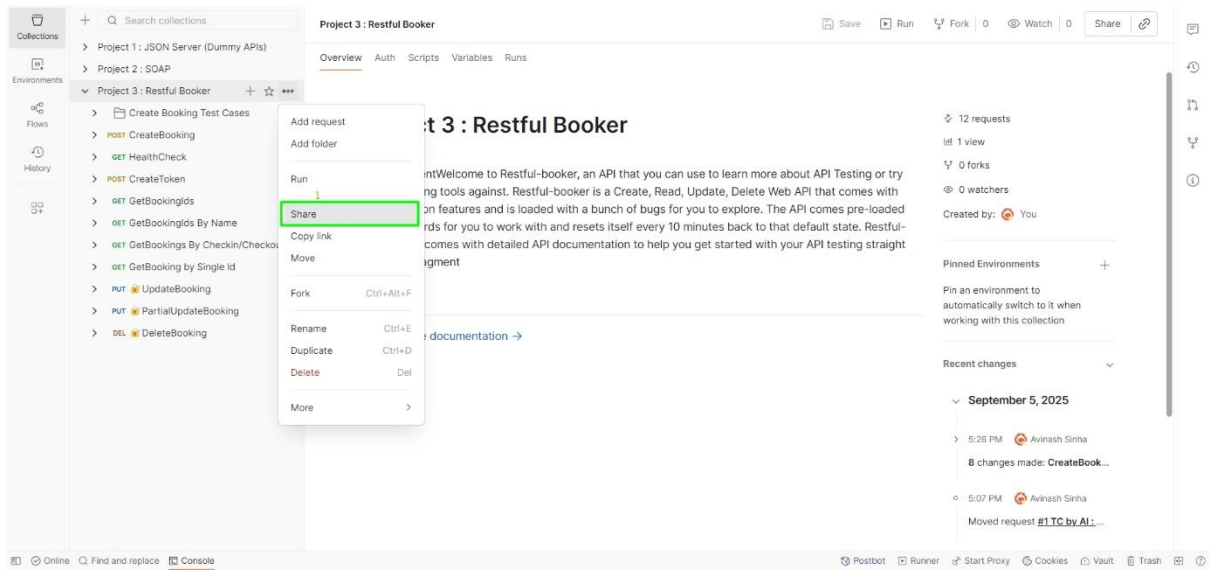 Collections
Environments
Flows
History
Search collections
Project 1 : JSON Server (Dummy APIs)
Project 2 : SOAP
Project 3 : Restful Booker
Create Booking Test Cases
POST CreateBooking
GET HealthCheck
POST CreateToken
GET GetBookingIds
GET GetBookingIds By Name
GET GetBookings By Checkin/Checkou
GET GetBooking by Single Id
PUT UpdateBooking
PUT PartialUpdateBooking
DEL DeleteBooking
Add request
Add folder
Run
1
Share
Copy link
Move
Fork Ctrl+Alt+F
Rename Ctrl+E
Duplicate Ctrl+D
Delete Del
More
Project 3 : Restful Booker
Save Run Fork 0 Watch 0 Share
Overview Auth Scripts Variables Runs
t 3 : Restful Booker
entWelcome to Restful-booker, an API that you can use to learn more about API Testing or try
ng tools against. Restful-booker is a Create, Read, Update, Delete Web API that comes with
on features and is loaded with a bunch of bugs for you to explore. The API comes pre-loaded
rds for you to work with and resets itself every 10 minutes back to that default state. Restful-
comes with detailed API documentation to help you get started with your API testing straight
agment
documentation →
12 requests
1 view
0 forks
0 watchers
Created by: You
Pinned Environments
Pin an environment to
automatically switch to it when
working with this collection
Recent changes
September 5, 2025
5:26 PM Avinash Sinha
8 changes made: CreateBook...
5:07 PM Avinash Sinha
Moved request #1 TC by AI : ...
Online Find and replace Console
Postbot Runner Start Proxy Cookies Vault Trash